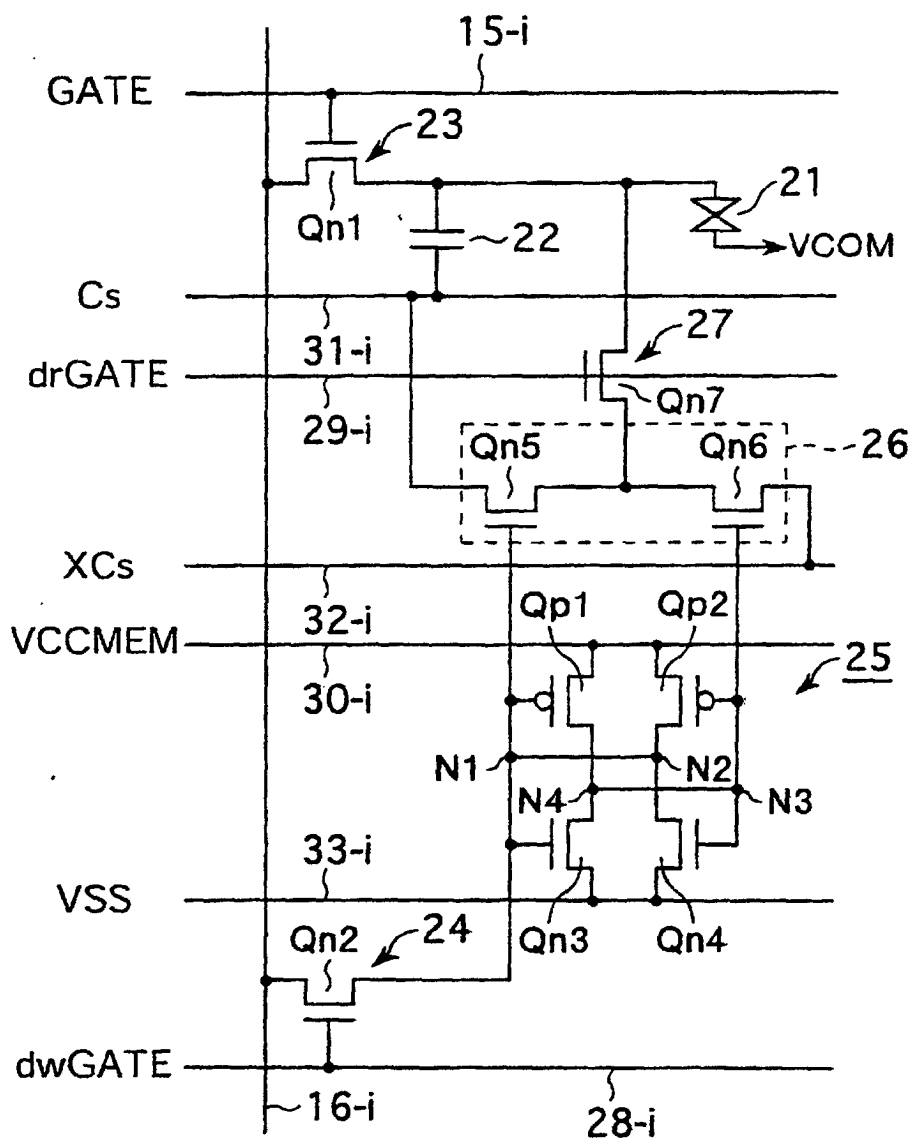 15-i
GATE
23
Qn1
21
22
VCOM
Cs
31-i
27
drGATE
Qn7
29-i
Qn5
Qn6
26
XCs
32-i
Qp1
Qp2
VCCMEM
30-i
25
N1
N2
N4
N3
33-i
VSS
Qn2
24
Qn3
Qn4
dwGATE
16-i
28-i